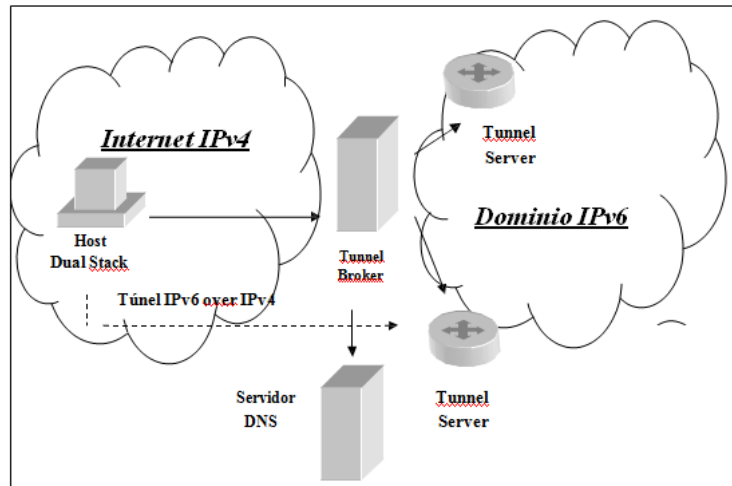 Internet IPv4
Tunnel
Server
Host
Dual Stack
Tunnel
Broker
Dominio IPv6
Túnel IPv6 over IPv4
Servidor
DNS
Tunnel
Server